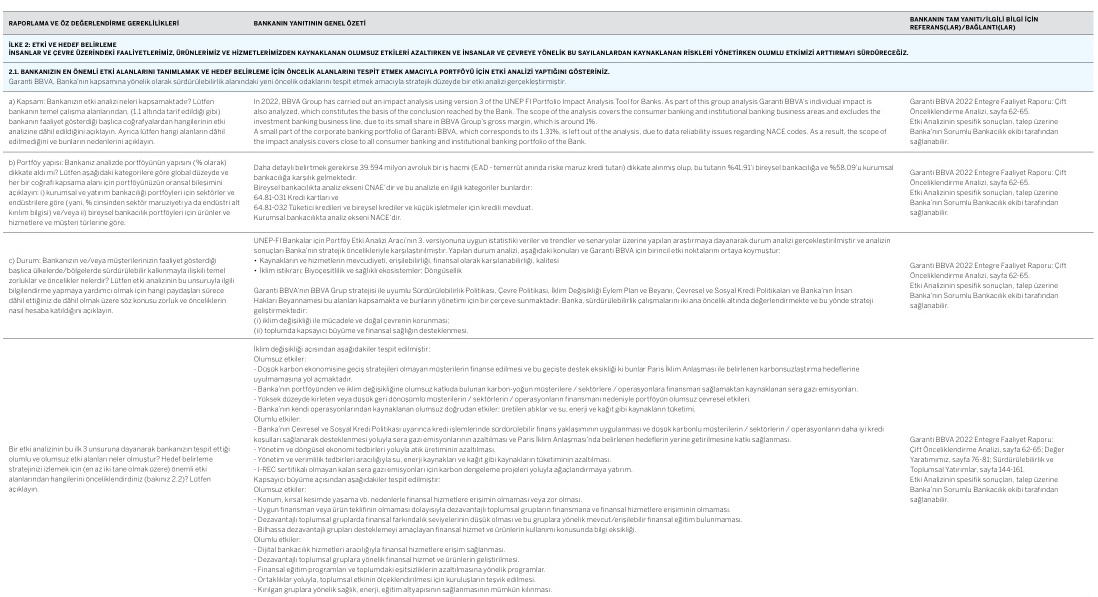 RAPORLAMA VE ÖZ DEĞERLENDİRME GEREKLİLİKLERİ
BANKANIN YANITININ GENEL ÖZETİ
BANKANIN TAM YANITI/İLGİLİ BİLGİ İÇİN
REFERANS(LAR)/BAĞLANTI(LAR)
İLKE 2: ETKİ VE HEDEF BELİRLEME
İNSANLAR VE ÇEVRE ÜZERİNDEKİ FAALİYETLERİMİZ, ÜRÜNLERİMİZ VE HİZMETLERİMİZDEN KAYNAKLANAN OLUMSUZ ETKİLERİ AZALTIRKEN VE İNSANLAR VE ÇEVREYE YÖNELİK BU SAYILANLARDAN KAYNAKLANAN RİSKLERİ YÖNETİRKEN OLUMLU ETKİMİZİ ARTTIRMAYI SÜRDÜRECEĞİZ.
2.1. BANKANIZIN EN ÖNEMLİ ETKİ ALANLARINI TANIMLAMAK VE HEDEF BELİRLEME İÇİN ÖNCELİK ALANLARINI TESPİT ETMEK AMACIYLA PORTFÖYÜ İÇİN ETKİ ANALİZİ YAPTIĞINI GÖSTERİNİZ.
Garanti BBVA, Banka'nın kapsamına yönelik olarak sürdürülebilirlik alanındaki yeni öncelikli odaklarını tespit etmek amacıyla stratejik düzeyde bir etki analizi gerçekleştirmiştir.
a) Kapsam: Bankanızın etki analizi neleri kapsamaktadır? Lütfen
bankanın temel çalışma alanlarından, (1.1 altında tarif edildiği gibi)
bankanın faaliyet gösterdiği başlıca coğrafyalardan hangilerinin etki
analizine dâhil edildiğini açıklayın. Ayrıca lütfen hangi alanların dâhil
edilmediğini ve bunların nedenlerini açıklayın.
In 2022, BBVA Group has carried out an impact analysis using version 3 of the UNEP FI Portfolio Impact Analysis Tool for Banks. As part of this group analysis Garanti BBVA's individual impact is
also analyzed, which constitutes the basis of the conclusion reached by the Bank. The scope of the analysis covers the consumer banking and institutional banking business areas and excludes the
investment banking business line, due to its small share in BBVA Group's gross margin, which is around 1%.
A small part of the corporate banking portfolio of Garanti BBVA, which corresponds to its 1.31%, is left out of the analysis, due to data reliability issues regarding NACE codes. As a result, the scope of
the impact analysis covers close to all consumer and institutional banking portfolio of the Bank.
Garanti BBVA 2022 Entegre Faaliyet Raporu: Çift
Önceliklendirme Analizi, sayfa 62-65.
Etki Analizinin spesifik sonuçları, talep üzerine
Banka'nın Sorumlu Bankacılık ekibi tarafından
sağlanabilir.
b) Portföy yapısı: Bankanız analizde portföyünün yapısını (% olarak)
dikkate aldı mı? Lütfen aşağıdaki kategorilere göre global düzeyde ve
her bir coğrafi kapsama alanı için portföyünüzün oransal bileşimini
açıklayın: i) kurumsal ve yatırım bankacılığı portföyleri için sektörler ve
endüstrilere göre (yani, % cinsinden sektör maruziyeti ya da endüstri alt
kırılım bilgisi) ve/veya ii) bireysel bankacılık portföyleri için ürünler ve
hizmetlere ve müşteri türlerine göre.
Daha detaylı belirtmek gerekirse 39.594 milyon avroluk bir iş hacmi (EAD - temerrüt anında riske maruz kredi tutarı) dikkate alınmış olup, bu tutarın %41,91'i bireysel bankacılığa ve %58,09'u kurumsal
bankacılığa karşılık gelmektedir.
Bireysel bankacılıkta analiz ekseni CNAE'dir ve bu analizle en ilgili kategoriler bunlardır:
64.81-031 Kredi kartları ve
64.81-032 Tüketici kredileri ve bireysel krediler ve küçük işletmeler için kredili mevduat.
Kurumsal bankacılıkta analiz ekseni NACE'dir.
Garanti BBVA 2022 Entegre Faaliyet Raporu: Çift
Önceliklendirme Analizi, sayfa 62-65.
Etki Analizinin spesifik sonuçları, talep üzerine
Banka'nın Sorumlu Bankacılık ekibi tarafından
sağlanabilir.
c) Durum: Bankanızın ve/veya müşterilerinizin faaliyet gösterdiği
başlıca ülkelerde/bölgelerde sürdürülebilir kalkınmayla ilişkili temel
zorluklar ve öncelikler nelerdir? Lütfen etki analizinin bu unsuruyla ilgili
dâhil ettiğiniz de dâhil olmak üzere söz konusu zorluk ve önceliklerin
nasıl hesaba katıldığını açıklayın.
UNEP-FI Bankalar için Portföy Etki Analizi Aracı'nın 3. versiyonuna uygun istatistiki veriler ve trendler ve senaryolar üzerine yapılan araştırmaya dayanarak durum analizi gerçekleştirilmiştir ve analizin
sonuçları Banka'nın stratejik öncelikleriyle karşılaştırılmıştır. Yapılan durum analizi, aşağıdaki konuları ve Garanti BBVA için birincil etki noktalarını ortaya koymuştur:
• Kaynakların ve hizmetlerin mevcudiyeti, erişilebilirliği, finansal olarak karşılanabilirliği, kalitesi
• İklim istikrarı; Biyoçeşitlilik ve sağlıklı ekosistemler; Döngüsellik
Garanti BBVA'nın BBVA Grup stratejisi ile uyumlu Sürdürülebilirlik Politikası, Çevre Politikası, İklim Değişikliği Eylem Plan ve Beyanı, Çevresel ve Sosyal Kredi Politikaları ve Banka'nın İnsan
Hakları Beyannamesi bu alanları kapsamakta ve bunların yönetimi için bir çerçeve sunmaktadır. Banka, sürdürülebilirlik çalışmalarını iki ana öncelik altında değerlendirmekte ve bu yönde strateji
geliştirmektedir:
(i) iklim değişikliği ile mücadele ve doğal çevrenin korunması;
(ii) toplumda kapsayıcı büyüme ve finansal sağlığın desteklenmesi.
Garanti BBVA 2022 Entegre Faaliyet Raporu: Çift
Önceliklendirme Analizi, sayfa 62-65.
Etki Analizinin spesifik sonuçları, talep üzerine
Banka'nın Sorumlu Bankacılık ekibi tarafından
sağlanabilir.
Bir etki analizinin bu ilk 3 unsuruna dayanarak bankanızın tespit ettiği
olumlu ve olumsuz etki alanları neler olmuştur? Hedef belirleme
stratejinizi izlemek için (en az iki tane olmak üzere) önemli etki
alanlarından hangilerini önceliklendirdiniz (bakınız 2.2)? Lütfen
açıklayın.
İklim değişikliği açısından aşağıdakiler tespit edilmiştir:
Olumsuz etkiler:
- Düşük karbon ekonomisine geçiş stratejileri olmayan müşterilerin finanse edilmesi ve bu geçişte destek eksikliği ki bunlar Paris İklim Anlaşması ile belirlenen karbonsuzlaştırma hedeflerine
uyulmamasına yol açmaktadır.
- Banka'nın portföyünden ve iklim değişikliğine olumsuz katkıda bulunan karbon-yoğun müşterilere / sektörlere / operasyonlara finansman sağlamaktan kaynaklanan sera gazı emisyonları.
- Yüksek düzeyde kirleten veya düşük geri dönüşümlü müşterilerin / sektörlerin / operasyonların finansmanı nedeniyle portföyün olumsuz çevresel etkileri.
- Banka'nın kendi operasyonlarından kaynaklanan olumsuz doğrudan etkiler: üretilen atıklar ve su, enerji ve kağıt gibi kaynakların tüketimi.
Olumlu etkiler:
- Banka'nın Çevresel ve Sosyal Kredi Politikası uyarınca kredi işlemlerinde sürdürülebilir finans yaklaşımının uygulanması ve düşük karbonlu müşterilerin / sektörlerin / operasyonların daha iyi kredi
koşulları sağlanarak desteklenmesi yoluyla sera gazı emisyonlarının azaltılması ve Paris İklim Anlaşması'nda belirlenen hedeflerin yerine getirilmesine katkı sağlanması.
- Yönetim ve döngüsel ekonomi tedbirleri yoluyla atık üretiminin azaltılması.
- Yönetim ve verimlilik tedbirleri aracılığıyla su, enerji kaynakları ve kağıt gibi kaynakların tüketiminin azaltılması.
- I-REC sertifikalı olmayan kalan sera gazı emisyonları için karbon dengeleme projeleri yoluyla ağaçlandırmaya yatırım.
Kapsayıcı büyüme açısından aşağıdakiler tespit edilmiştir:
Olumsuz etkiler:
- Konum, kırsal kesimde yaşama vb. nedenlerle finansal hizmetlere erişimin olmaması veya zor olması.
- Uygun finansman veya ürün teklifinin olmaması dolayısıyla dezavantajlı toplumsal grupların finansmana ve finansal hizmetlere erişiminin olmaması.
- Dezavantajlı toplumsal gruplarda finansal farkındalık seviyelerinin düşük olması ve bu gruplara yönelik mevcut/erişilebilir finansal eğitim bulunmaması.
- Bilhassa dezavantajlı grupları desteklemeyi amaçlayan finansal hizmet ve ürünlerin kullanımı konusunda bilgi eksikliği.
Olumlu etkiler:
- Dijital bankacılık hizmetleri aracılığıyla finansal hizmetlere erişim sağlanması.
- Dezavantajlı toplumsal gruplara yönelik finansal hizmet ve ürünlerin geliştirilmesi.
- Finansal eğitim programları ve toplumdaki eşitsizliklerin azaltılmasına yönelik programlar.
- Ortaklıklar yoluyla, toplumsal etkinin ölçeklendirilmesi için kuruluşların teşvik edilmesi.
- Kırılgan gruplara yönelik sağlık, enerji, eğitim altyapısının sağlanmasının mümkün kılınması.
Garanti BBVA 2022 Entegre Faaliyet Raporu:
Çift Önceliklendirme Analizi, sayfa 62-65; Değer
Yaratımımız, sayfa 76-81; Sürdürülebilirlik ve
Toplumsal Yatırımlar, sayfa 144-161.
Etki Analizinin spesifik sonuçları, talep üzerine
Banka'nın Sorumlu Bankacılık ekibi tarafından
sağlanabilir.